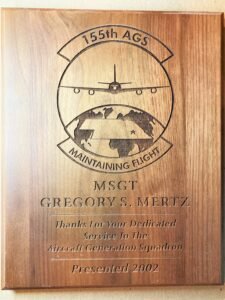 155th AGS
MAINTAINING FLIGHT
MSGT
GREGORY S. MERTZ
Thanks For Your Dedicated
Service To The
Aircraft Generation Squadron
Presented 2002